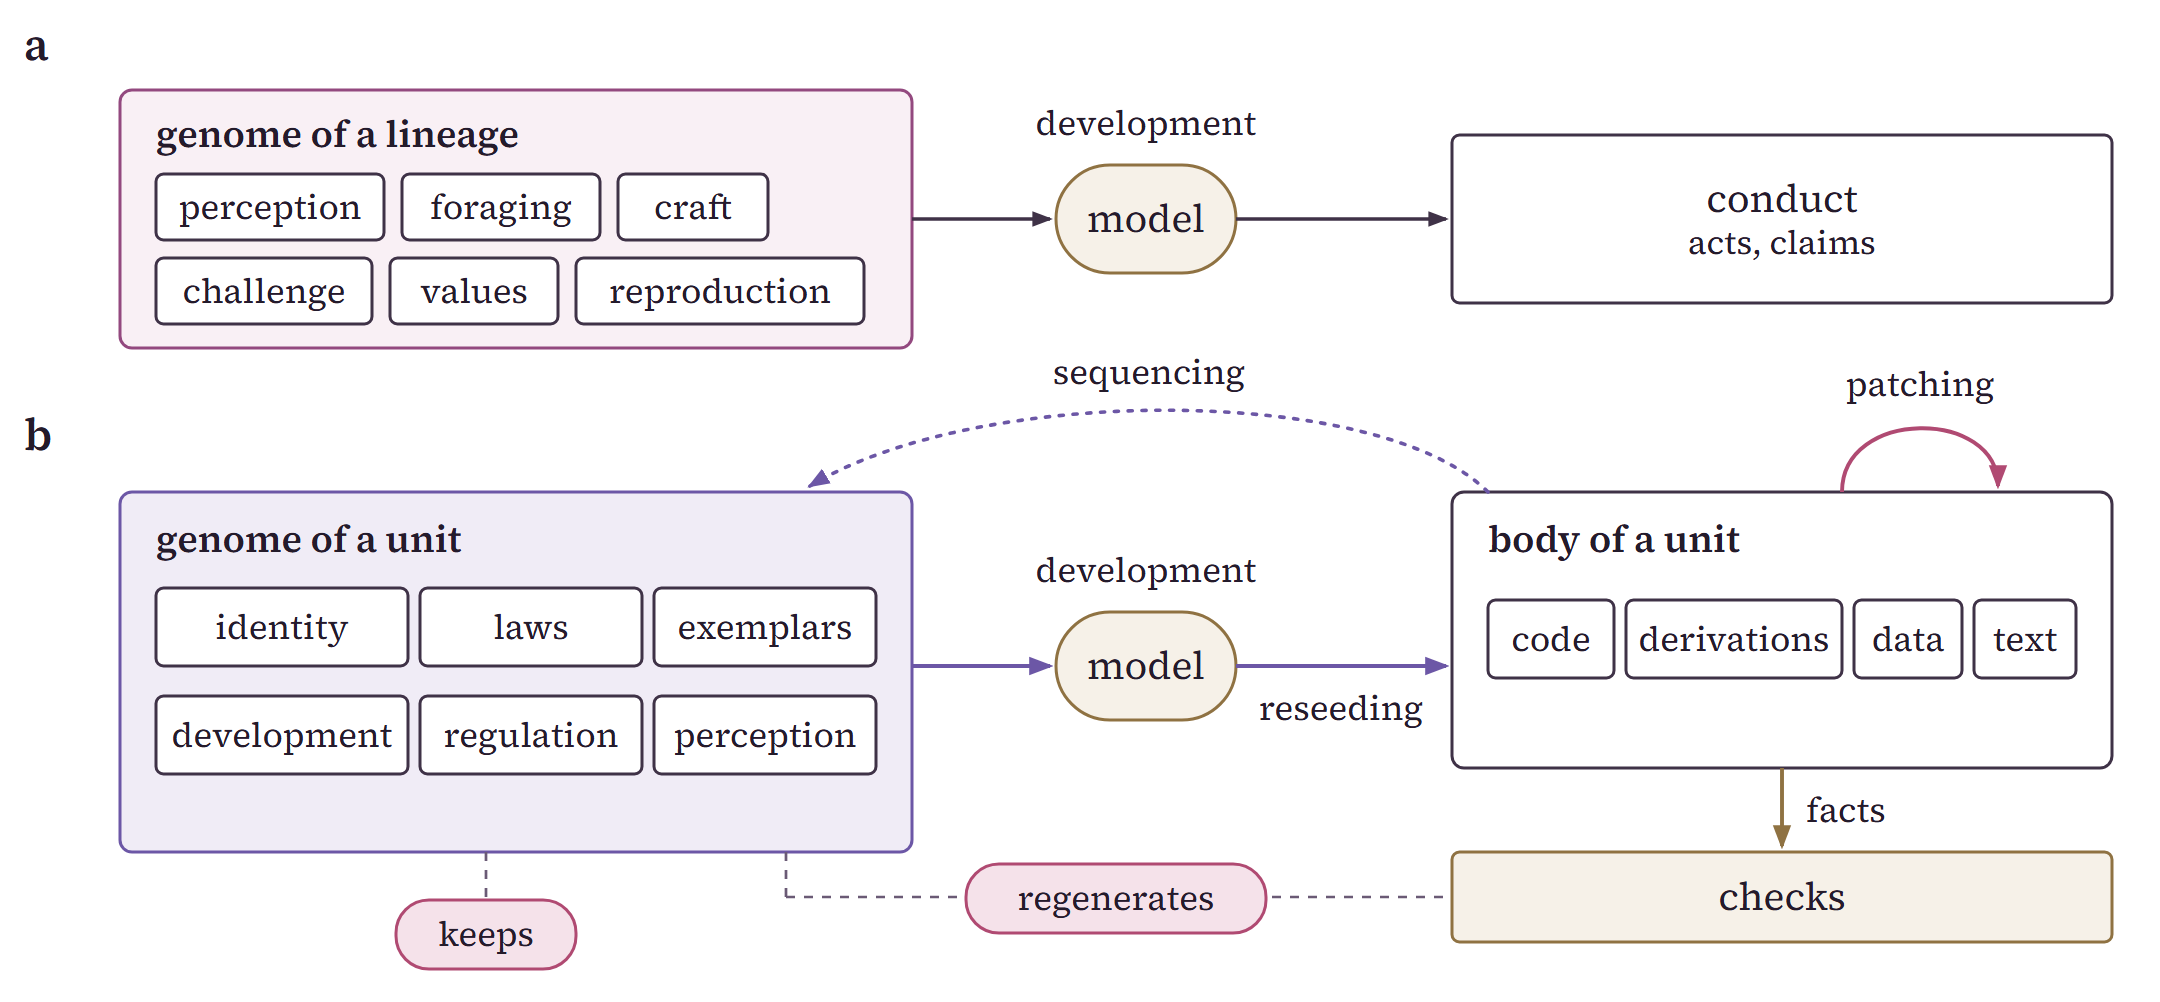 a
genome of a lineage
perception
foraging
craft
challenge
values
reproduction
development
model
conduct
acts, claims
b
sequencing
patching
genome of a unit
identity
laws
exemplars
development
regulation
perception
development
model
reseeding
body of a unit
code
derivations
data
text
facts
checks
regenerates
keeps